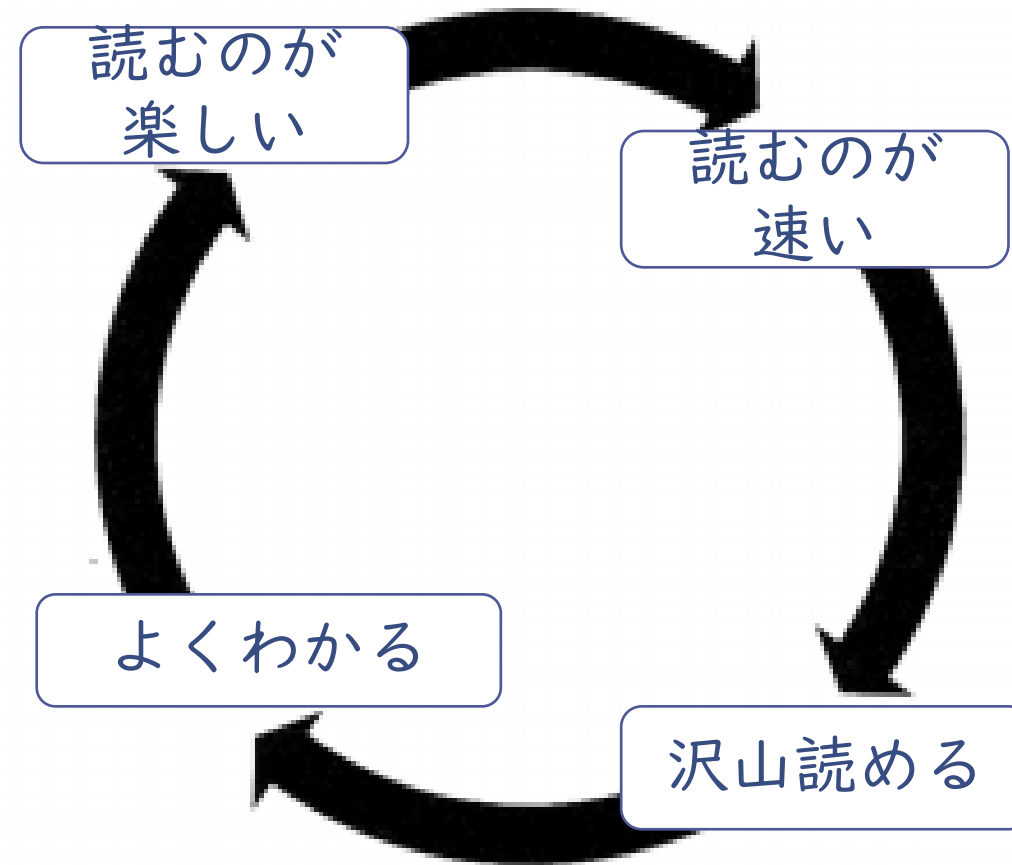 読むのが
楽しい
読むのが
速い
沢山読める
よくわかる